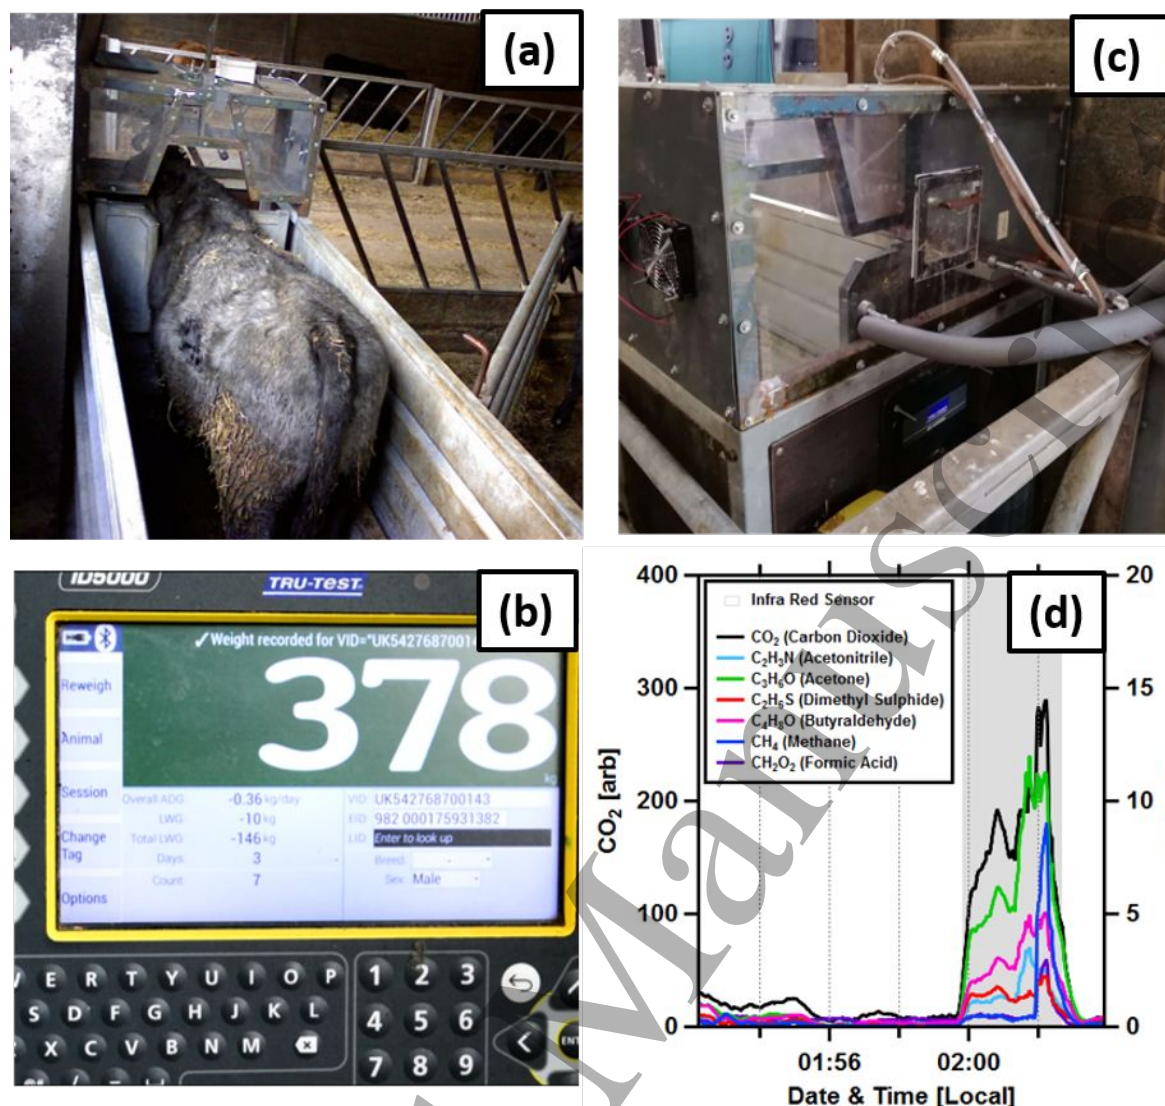 (a)
(c)
(b)
ID5000
TRU-TEST
✓Weight recorded for VID="UK542768700143
378
kg
Reweigh
Animal
Session
Change
Tag
Options
Overall ADG: -0.36 kg/day
LWG: -10 kg
Total LWG: -146 kg
Days: 3
Count: 7
VID: UK542768700143
EID: 982 000175931382
LID: Enter to look up
Breed: -
Sex: Male
E R T Y U I O P
S D F G H J K L
X C V B N M
1 2 3
4 5 6
7 8 9
ENT
(d)
400
300
200
100
0
CO₂ [arb]
20
15
10
5
0
Infra Red Sensor
CO₂ (Carbon Dioxide)
C₂H₃N (Acetonitrile)
C₃H₆O (Acetone)
C₂H₆S (Dimethyl Sulphide)
C₄H₈O (Butyraldehyde)
CH₄ (Methane)
CH₂O₂ (Formic Acid)
01:56 02:00
Date & Time [Local]
Manuscri